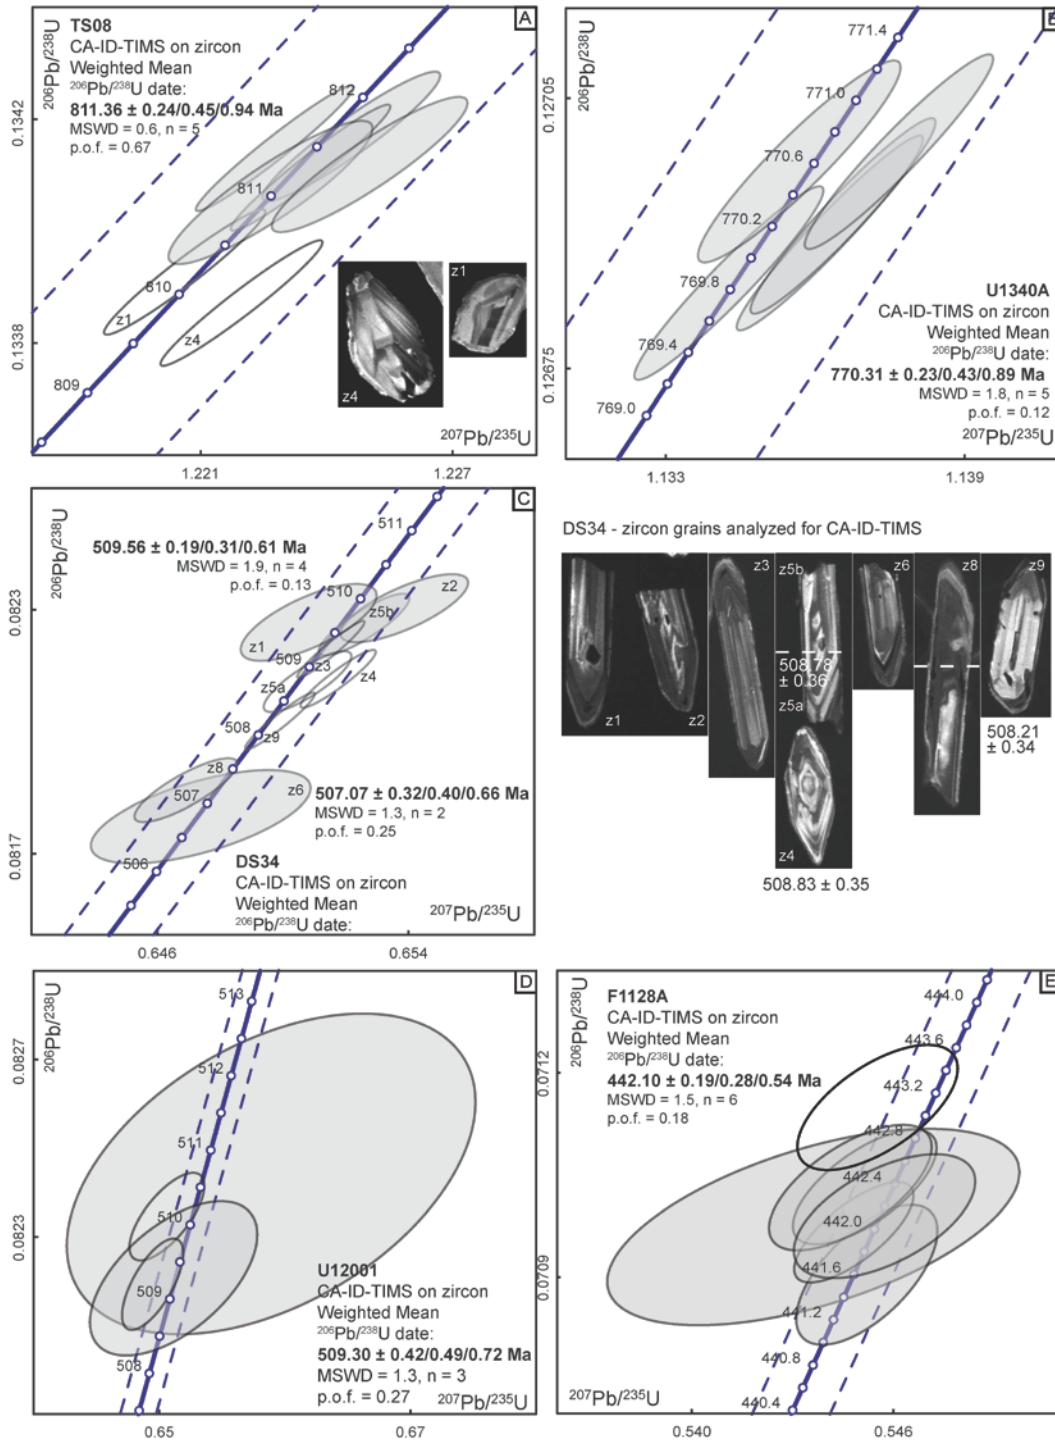 A
TS08
CA-ID-TIMS on zircon
Weighted Mean
²⁰⁶Pb/²³⁸U date:
811.36 ± 0.24/0.45/0.94 Ma
MSWD = 0.6, n = 5
p.o.f. = 0.67
²⁰⁶Pb/²³⁸U
0.1342
0.1338
812
811
810
809
z1
z4
z1
z4
²⁰⁷Pb/²³⁵U
1.221
1.227
B
²⁰⁶Pb/²³⁸U
0.12705
0.12675
771.4
771.0
770.6
770.2
769.8
769.4
769.0
U1340A
CA-ID-TIMS on zircon
Weighted Mean
²⁰⁶Pb/²³⁸U date:
770.31 ± 0.23/0.43/0.89 Ma
MSWD = 1.8, n = 5
p.o.f. = 0.12
²⁰⁷Pb/²³⁵U
1.133
1.139
C
²⁰⁶Pb/²³⁸U
509.56 ± 0.19/0.31/0.61 Ma
MSWD = 1.9, n = 4
p.o.f. = 0.13
0.0823
0.0817
511
510
509
508
507
506
z1
z2
z5b
z3
z4
z5a
z9
z8
z6
507.07 ± 0.32/0.40/0.66 Ma
MSWD = 1.3, n = 2
p.o.f. = 0.25
DS34
CA-ID-TIMS on zircon
Weighted Mean
²⁰⁶Pb/²³⁸U date:
²⁰⁷Pb/²³⁵U
0.646
0.654
DS34 - zircon grains analyzed for CA-ID-TIMS
z1
z2
z3
z5b
508.78
± 0.36
z5a
z4
508.83 ± 0.35
z6
z8
z9
508.21
± 0.34
D
²⁰⁶Pb/²³⁸U
0.0827
0.0823
513
512
511
510
509
508
U12001
CA-ID-TIMS on zircon
Weighted Mean
²⁰⁶Pb/²³⁸U date:
509.30 ± 0.42/0.49/0.72 Ma
MSWD = 1.3, n = 3
p.o.f. = 0.27
²⁰⁷Pb/²³⁵U
0.65
0.67
E
²⁰⁶Pb/²³⁸U
F1128A
CA-ID-TIMS on zircon
Weighted Mean
²⁰⁶Pb/²³⁸U date:
442.10 ± 0.19/0.28/0.54 Ma
MSWD = 1.5, n = 6
p.o.f. = 0.18
0.0712
0.0709
444.0
443.6
443.2
442.8
442.4
442.0
441.6
441.2
440.8
440.4
²⁰⁷Pb/²³⁵U
0.540
0.546